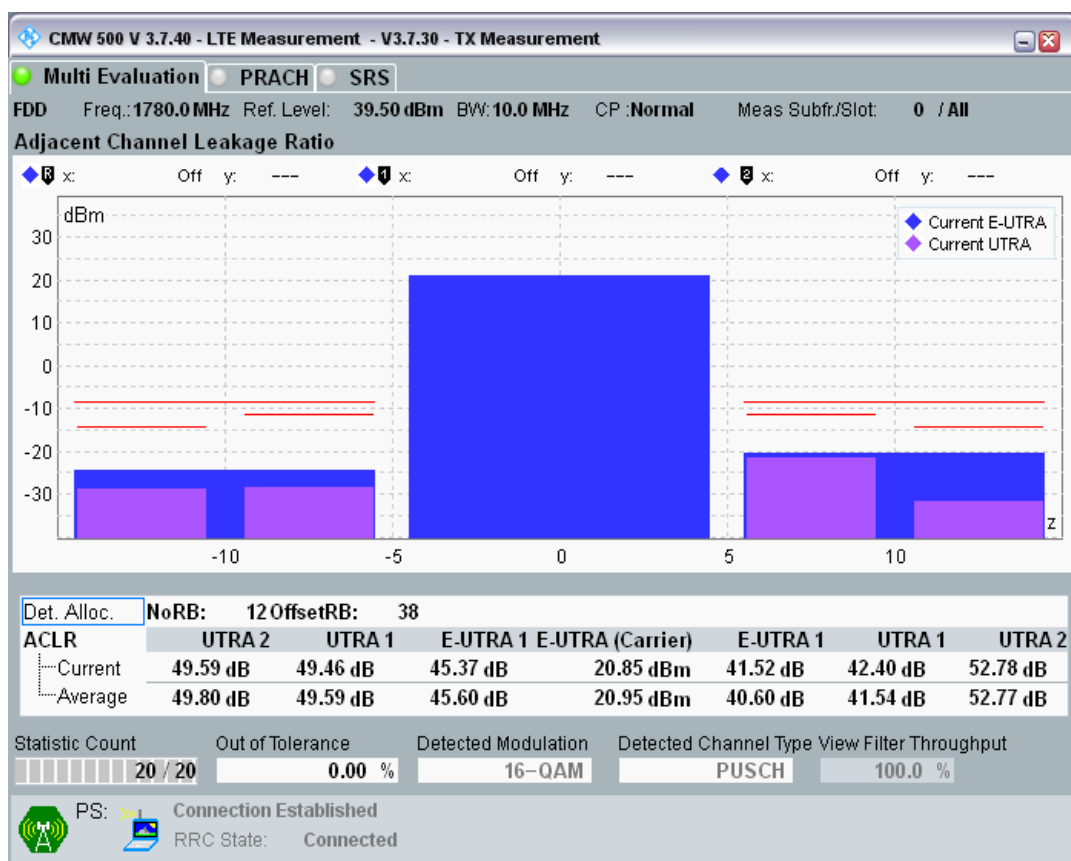 CMW 500 V 3.7.40 - LTE Measurement - V3.7.30 - TX Measurement
Multi Evaluation PRACH SRS
FDD Freq.: 1780.0 MHz Ref. Level: 39.50 dBm BW: 10.0 MHz CP :Normal Meas Subfr./Slot: 0 / All
Adjacent Channel Leakage Ratio
R x: Off y: --- 1 x: Off y: --- 2 x: Off y: ---
dBm
Current E-UTRA
Current UTRA
30
20
10
0
-10
-20
-30
z
-10 -5 0 5 10
Det. Alloc. NoRB: 12 OffsetRB: 38
ACLR UTRA 2 UTRA 1 E-UTRA 1 E-UTRA (Carrier) E-UTRA 1 UTRA 1 UTRA 2
Current 49.59 dB 49.46 dB 45.37 dB 20.85 dBm 41.52 dB 42.40 dB 52.78 dB
Average 49.80 dB 49.59 dB 45.60 dB 20.95 dBm 40.60 dB 41.54 dB 52.77 dB
Statistic Count Out of Tolerance Detected Modulation Detected Channel Type View Filter Throughput
20 / 20 0.00 % 16-QAM PUSCH 100.0 %
PS: Connection Established
RRC State: Connected